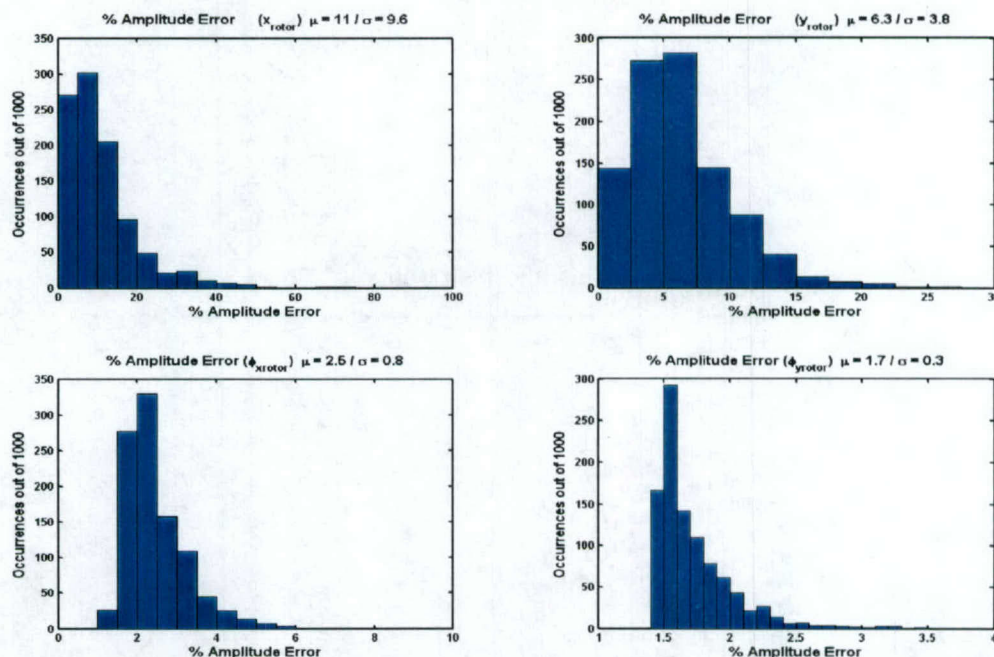 % Amplitude Error (x_rotor) μ = 11 / σ = 9.6
350
300
250
200
150
100
50
0
Occurrences out of 1000
0 20 40 60 80 100
% Amplitude Error
% Amplitude Error (y_rotor) μ = 6.3 / σ = 3.8
350
300
250
200
150
100
50
0
Occurrences out of 1000
0 5 10 15 20 25 30
% Amplitude Error
% Amplitude Error (ϕ_xrotor) μ = 2.5 / σ = 0.8
350
300
250
200
150
100
50
0
Occurrences out of 1000
0 2 4 6 8 10
% Amplitude Error
% Amplitude Error (ϕ_yrotor) μ = 1.7 / σ = 0.3
350
300
250
200
150
100
50
0
Occurrences out of 1000
1 1.5 2 2.5 3 3.5 4
% Amplitude Error